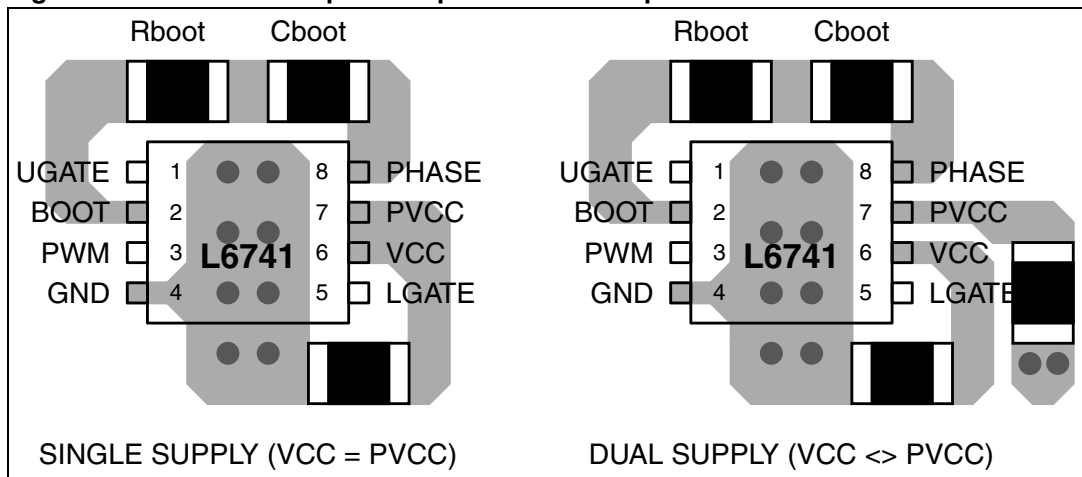 Rboot Cboot
UGATE 1 8 PHASE
BOOT 2 7 PVCC
PWM 3 L6741 6 VCC
GND 4 5 LGATE
SINGLE SUPPLY (VCC = PVCC)
Rboot Cboot
UGATE 1 8 PHASE
BOOT 2 7 PVCC
PWM 3 L6741 6 VCC
GND 4 5 LGATE
DUAL SUPPLY (VCC <> PVCC)